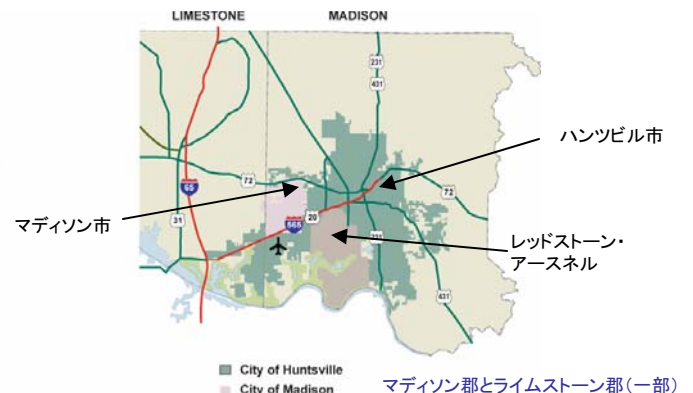 LIMESTONE
MADISON
231
431
ハンツビル市
65
72
72
マディソン市
31
20
565
レッドストーン・
アースネル
231
431
City of Huntsville
City of Madison
マディソン郡とライムストーン郡(一部)